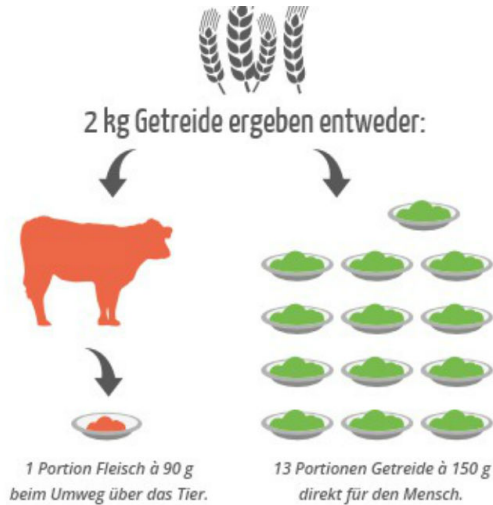 2 kg Getreide ergeben entweder:
1 Portion Fleisch à 90 g
beim Umweg über das Tier.
13 Portionen Getreide à 150 g
direkt für den Menschen.